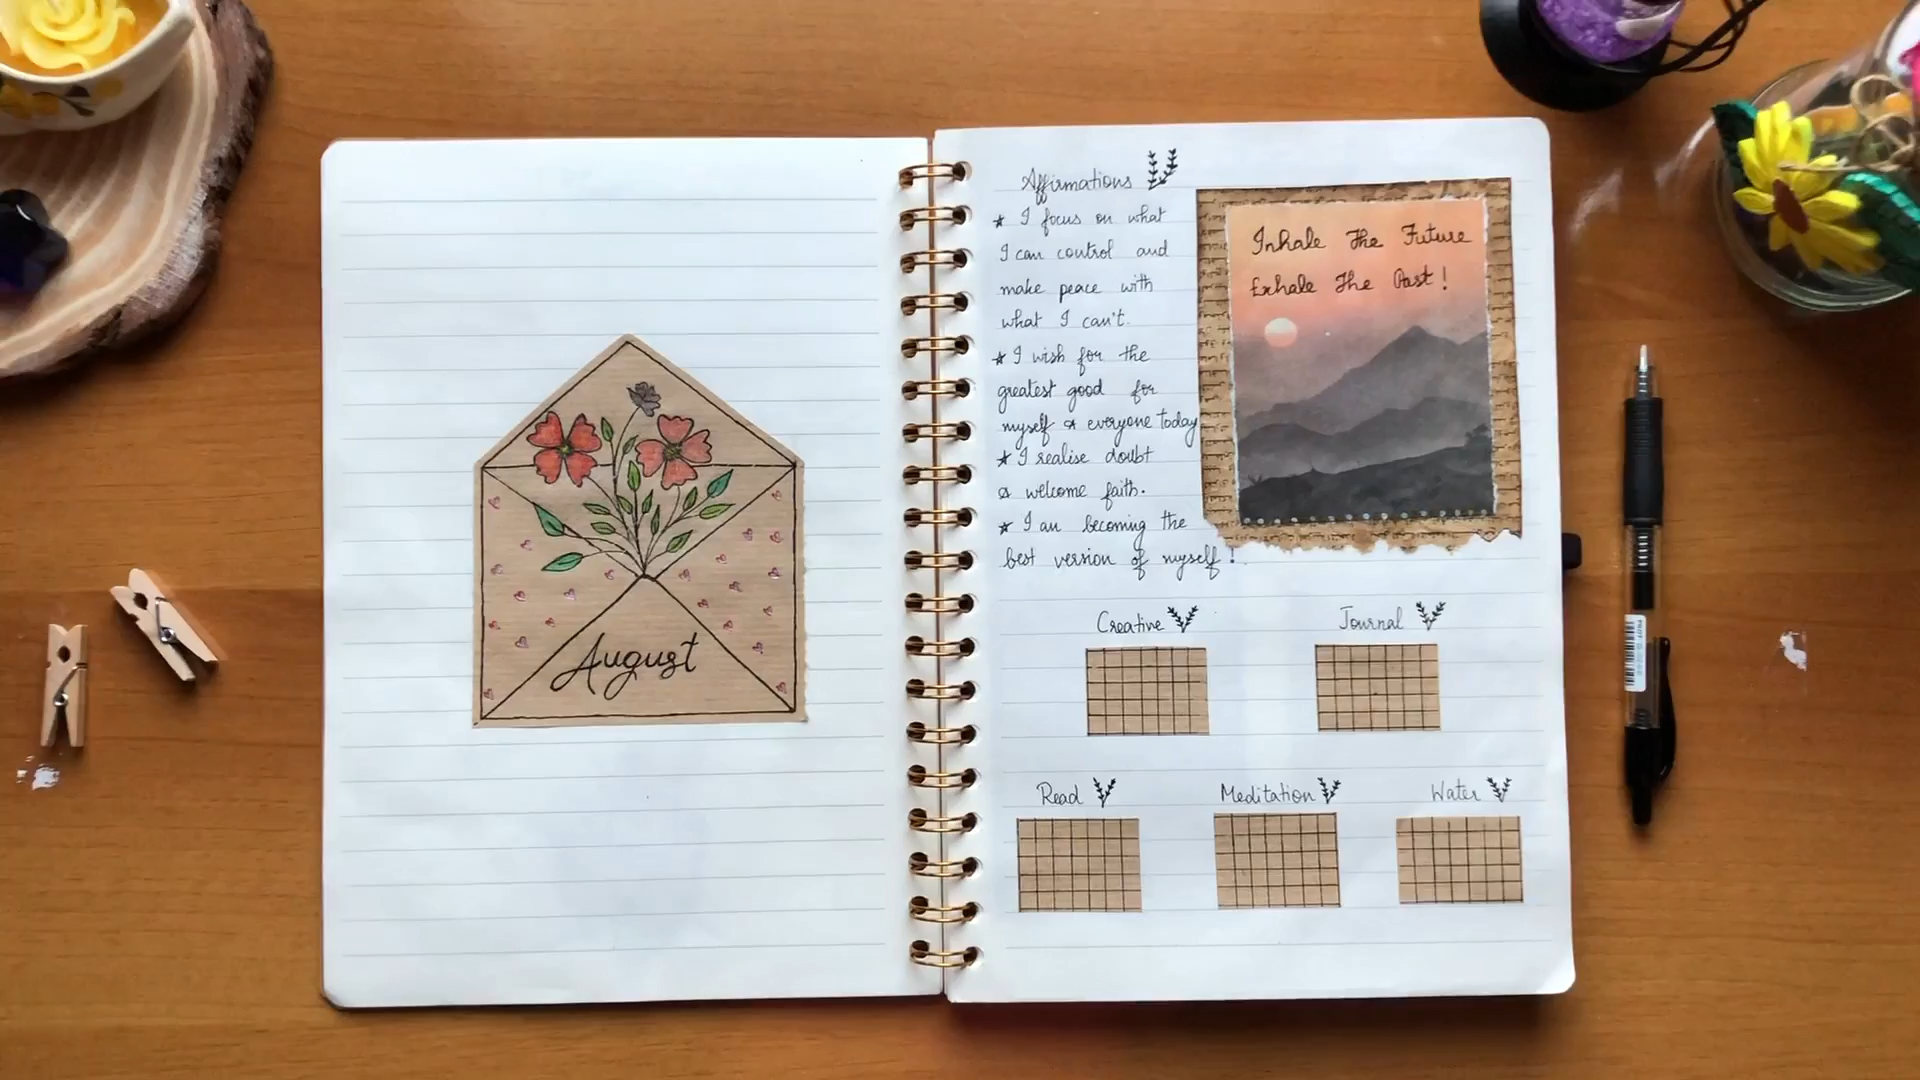 August
Affirmations
★ I focus on what
I can control and
make peace with
what I can't.
★ I wish for the
greatest good for
myself & everyone today
★ I realise doubt
& welcome faith.
★ I am becoming the
best version of myself!
Inhale The Future
Exhale The Past!
Creative
Journal
Read
Meditation
Water